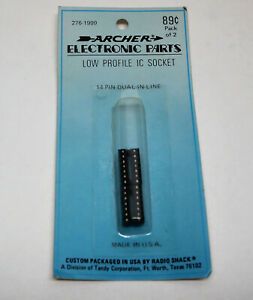 276-1999
89¢
Pack
of 2
ARCHER
ELECTRONIC PARTS
LOW PROFILE IC SOCKET
14 PIN DUAL-IN-LINE
MADE IN U.S.A.
CUSTOM PACKAGED IN USA BY RADIO SHACK®
A Division of Tandy Corporation, Ft. Worth, Texas 76102